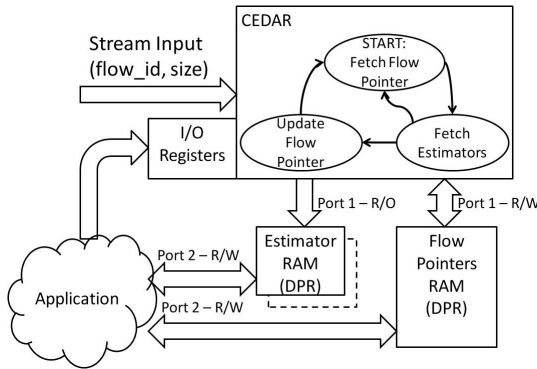 CEDAR
Stream Input
(flow_id, size)
START:
Fetch Flow
Pointer
I/O
Registers
Update
Flow
Pointer
Fetch
Estimators
Port 1 – R/O
Port 1 – R/W
Port 2 – R/W
Estimator
RAM
(DPR)
Flow
Pointers
RAM
(DPR)
Application
Port 2 – R/W